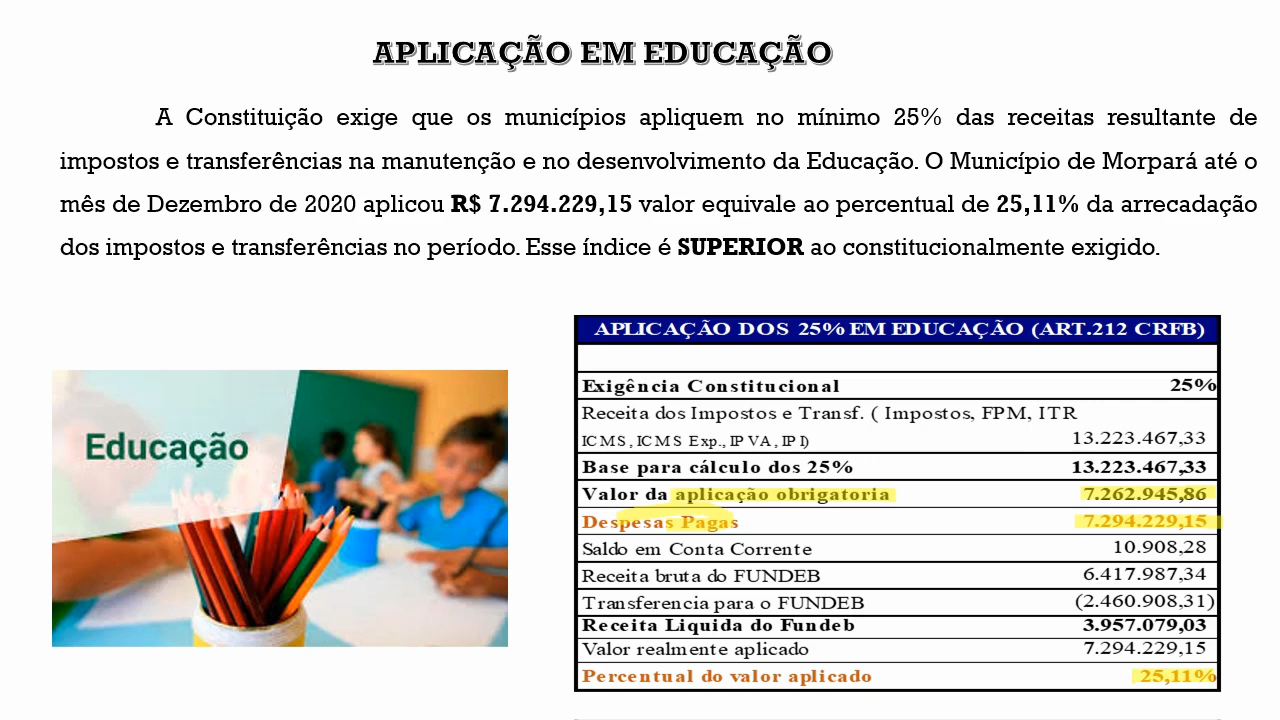 APLICAÇÃO EM EDUCAÇÃO
A Constituição exige que os municípios apliquem no mínimo 25% das receitas resultante de
impostos e transferências na manutenção e no desenvolvimento da Educação. O Município de Morpará até o
mês de Dezembro de 2020 aplicou R$ 7.294.229,15 valor equivale ao percentual de 25,11% da arrecadação
dos impostos e transferências no período. Esse índice é SUPERIOR ao constitucionalmente exigido.
Educação
APLICAÇÃO DOS 25% EM EDUCAÇÃO (ART.212 CRFB)
Exigência Constitucional 25%
Receita dos Impostos e Transf. ( Impostos, FPM, ITR
ICMS, ICMS Exp., IPVA, IPI) 13.223.467,33
Base para cálculo dos 25% 13.223.467,33
Valor da aplicação obrigatoria 7.262.945,86
Despesas Pagas 7.294.229,15
Saldo em Conta Corrente 10.908,28
Receita bruta do FUNDEB 6.417.987,34
Transferencia para o FUNDEB (2.460.908,31)
Receita Liquida do Fundeb 3.957.079,03
Valor realmente aplicado 7.294.229,15
Percentual do valor aplicado 25,11%